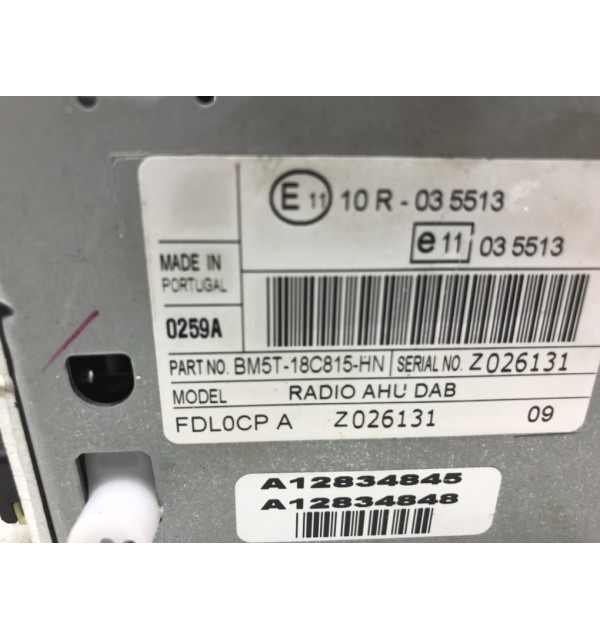 E 11 10 R - 03 5513
e 11 03 5513
MADE IN
PORTUGAL
0259A
PART NO. BM5T-18C815-HN SERIAL NO. Z026131
MODEL RADIO AHU DAB
FDL0CP A Z026131 09
A12834845
A12834848